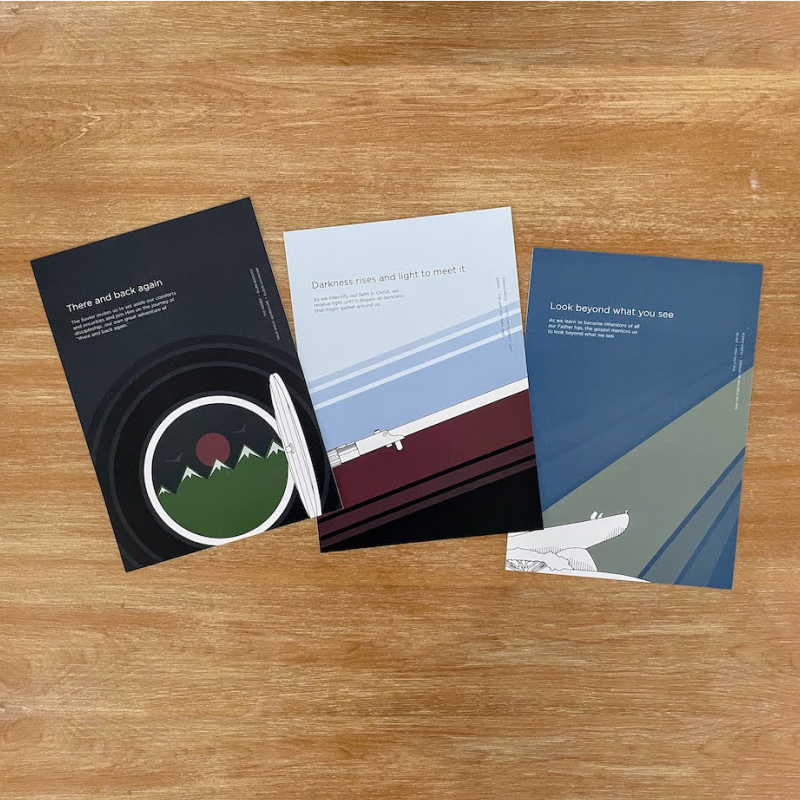 There and back again
The Savior invites us to set aside our comforts
and securities and join Him on the journey of
discipleship, our own great adventure of
"there and back again."
Darkness rises and light to meet it
As we intensify our faith in Christ, we
receive light until it dispels all darkness
that might gather around us.
Look beyond what you see
As we learn to become intentors of all
our Father has, the gospel mentors us
to look beyond what we see